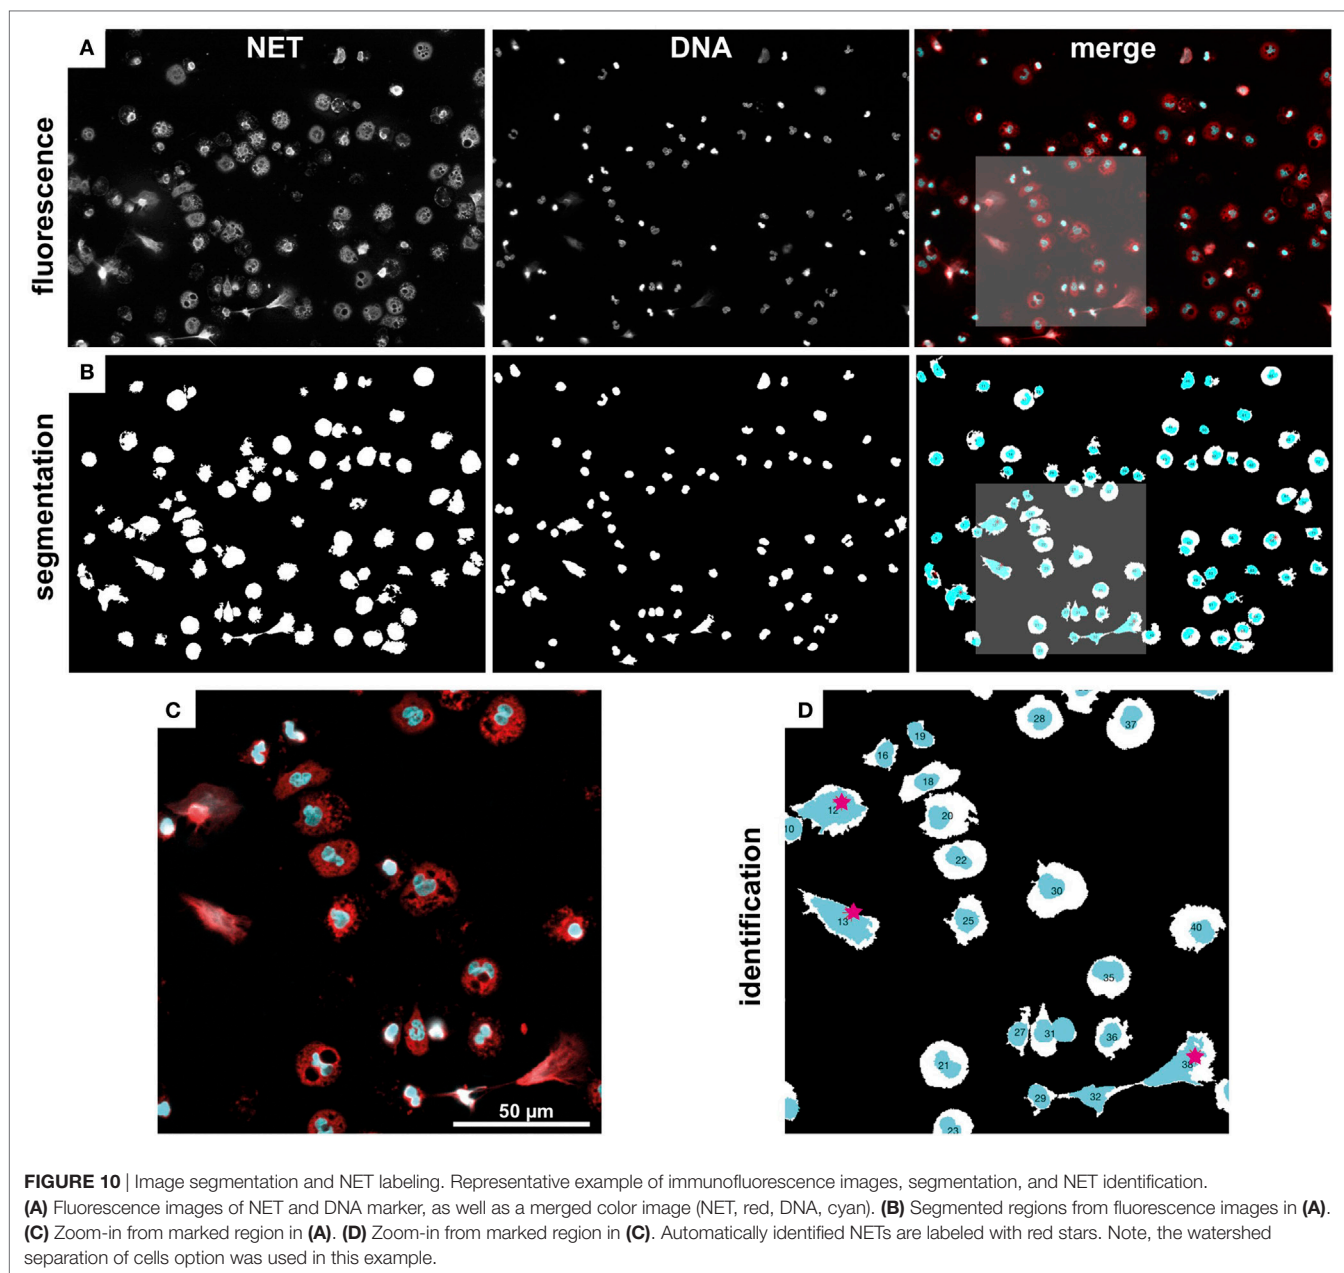 A
NET
DNA
merge
fluorescence
B
segmentation
C
50 µm
D
identification
28
37
19
16
18
12
10
20
22
30
13
25
40
35
27
31
36
21
38
29
32
23
FIGURE 10 | Image segmentation and NET labeling. Representative example of immunofluorescence images, segmentation, and NET identification.
(A) Fluorescence images of NET and DNA marker, as well as a merged color image (NET, red, DNA, cyan). (B) Segmented regions from fluorescence images in (A).
(C) Zoom-in from marked region in (A). (D) Zoom-in from marked region in (C). Automatically identified NETs are labeled with red stars. Note, the watershed
separation of cells option was used in this example.